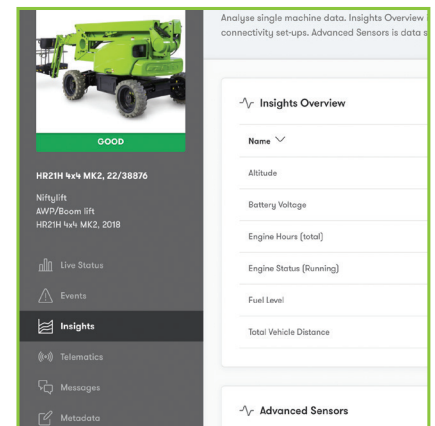 Analyse single machine data. Insights Overview
connectivity set-ups. Advanced Sensors is data s
GOOD
HR21H 4x4 MK2, 22/38876
Niftylift
AWP/Boom lift
HR21H 4x4 MK2, 2018
Live Status
Events
Insights
Telematics
Messages
Metadata
Insights Overview
Name
Altitude
Battery Voltage
Engine Hours (total)
Engine Status (Running)
Fuel Level
Total Vehicle Distance
Advanced Sensors